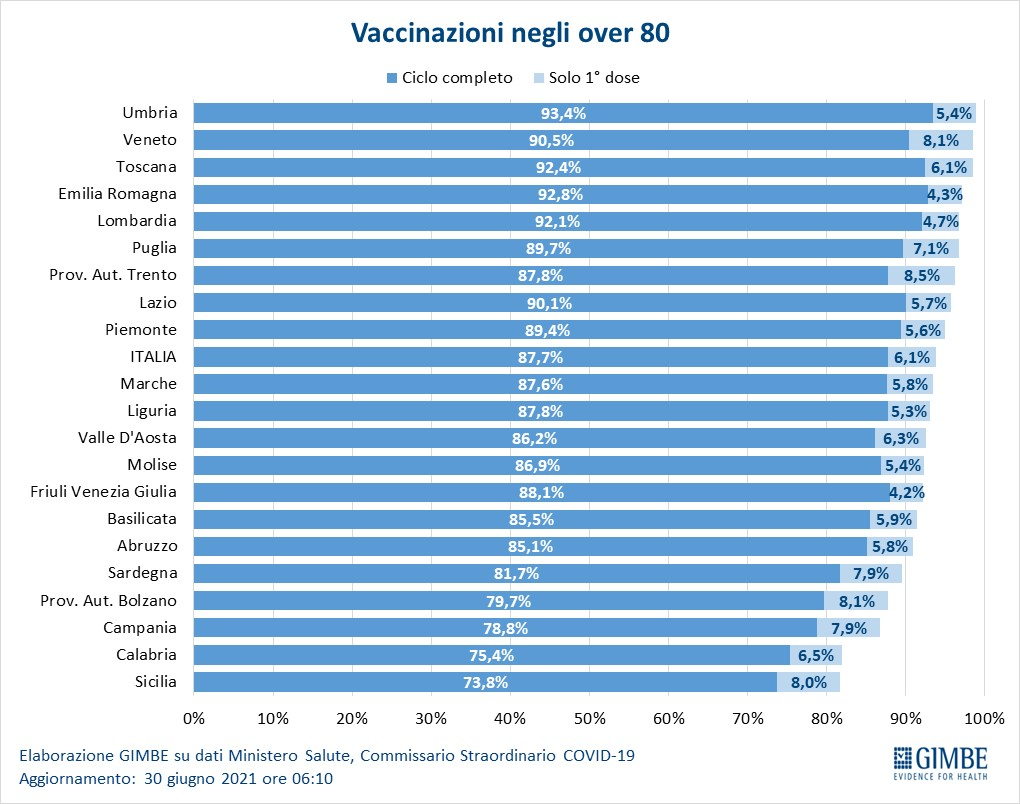 Vaccinazioni negli over 80
Ciclo completo Solo 1° dose
Umbria 93,4% 5,4%
Veneto 90,5% 8,1%
Toscana 92,4% 6,1%
Emilia Romagna 92,8% 4,3%
Lombardia 92,1% 4,7%
Puglia 89,7% 7,1%
Prov. Aut. Trento 87,8% 8,5%
Lazio 90,1% 5,7%
Piemonte 89,4% 5,6%
ITALIA 87,7% 6,1%
Marche 87,6% 5,8%
Liguria 87,8% 5,3%
Valle D'Aosta 86,2% 6,3%
Molise 86,9% 5,4%
Friuli Venezia Giulia 88,1% 4,2%
Basilicata 85,5% 5,9%
Abruzzo 85,1% 5,8%
Sardegna 81,7% 7,9%
Prov. Aut. Bolzano 79,7% 8,1%
Campania 78,8% 7,9%
Calabria 75,4% 6,5%
Sicilia 73,8% 8,0%
0% 10% 20% 30% 40% 50% 60% 70% 80% 90% 100%
Elaborazione GIMBE su dati Ministero Salute, Commissario Straordinario COVID-19
Aggiornamento: 30 giugno 2021 ore 06:10
GIMBE
EVIDENCE FOR HEALTH